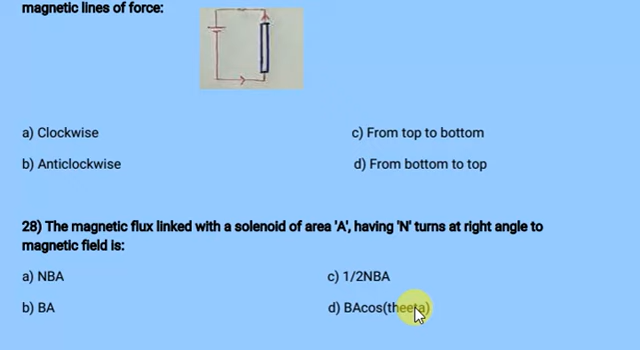 magnetic lines of force:
a) Clockwise
c) From top to bottom
b) Anticlockwise
d) From bottom to top
28) The magnetic flux linked with a solenoid of area 'A', having 'N' turns at right angle to
magnetic field is:
a) NBA
c) 1/2NBA
b) BA
d) BAcos(theeta)